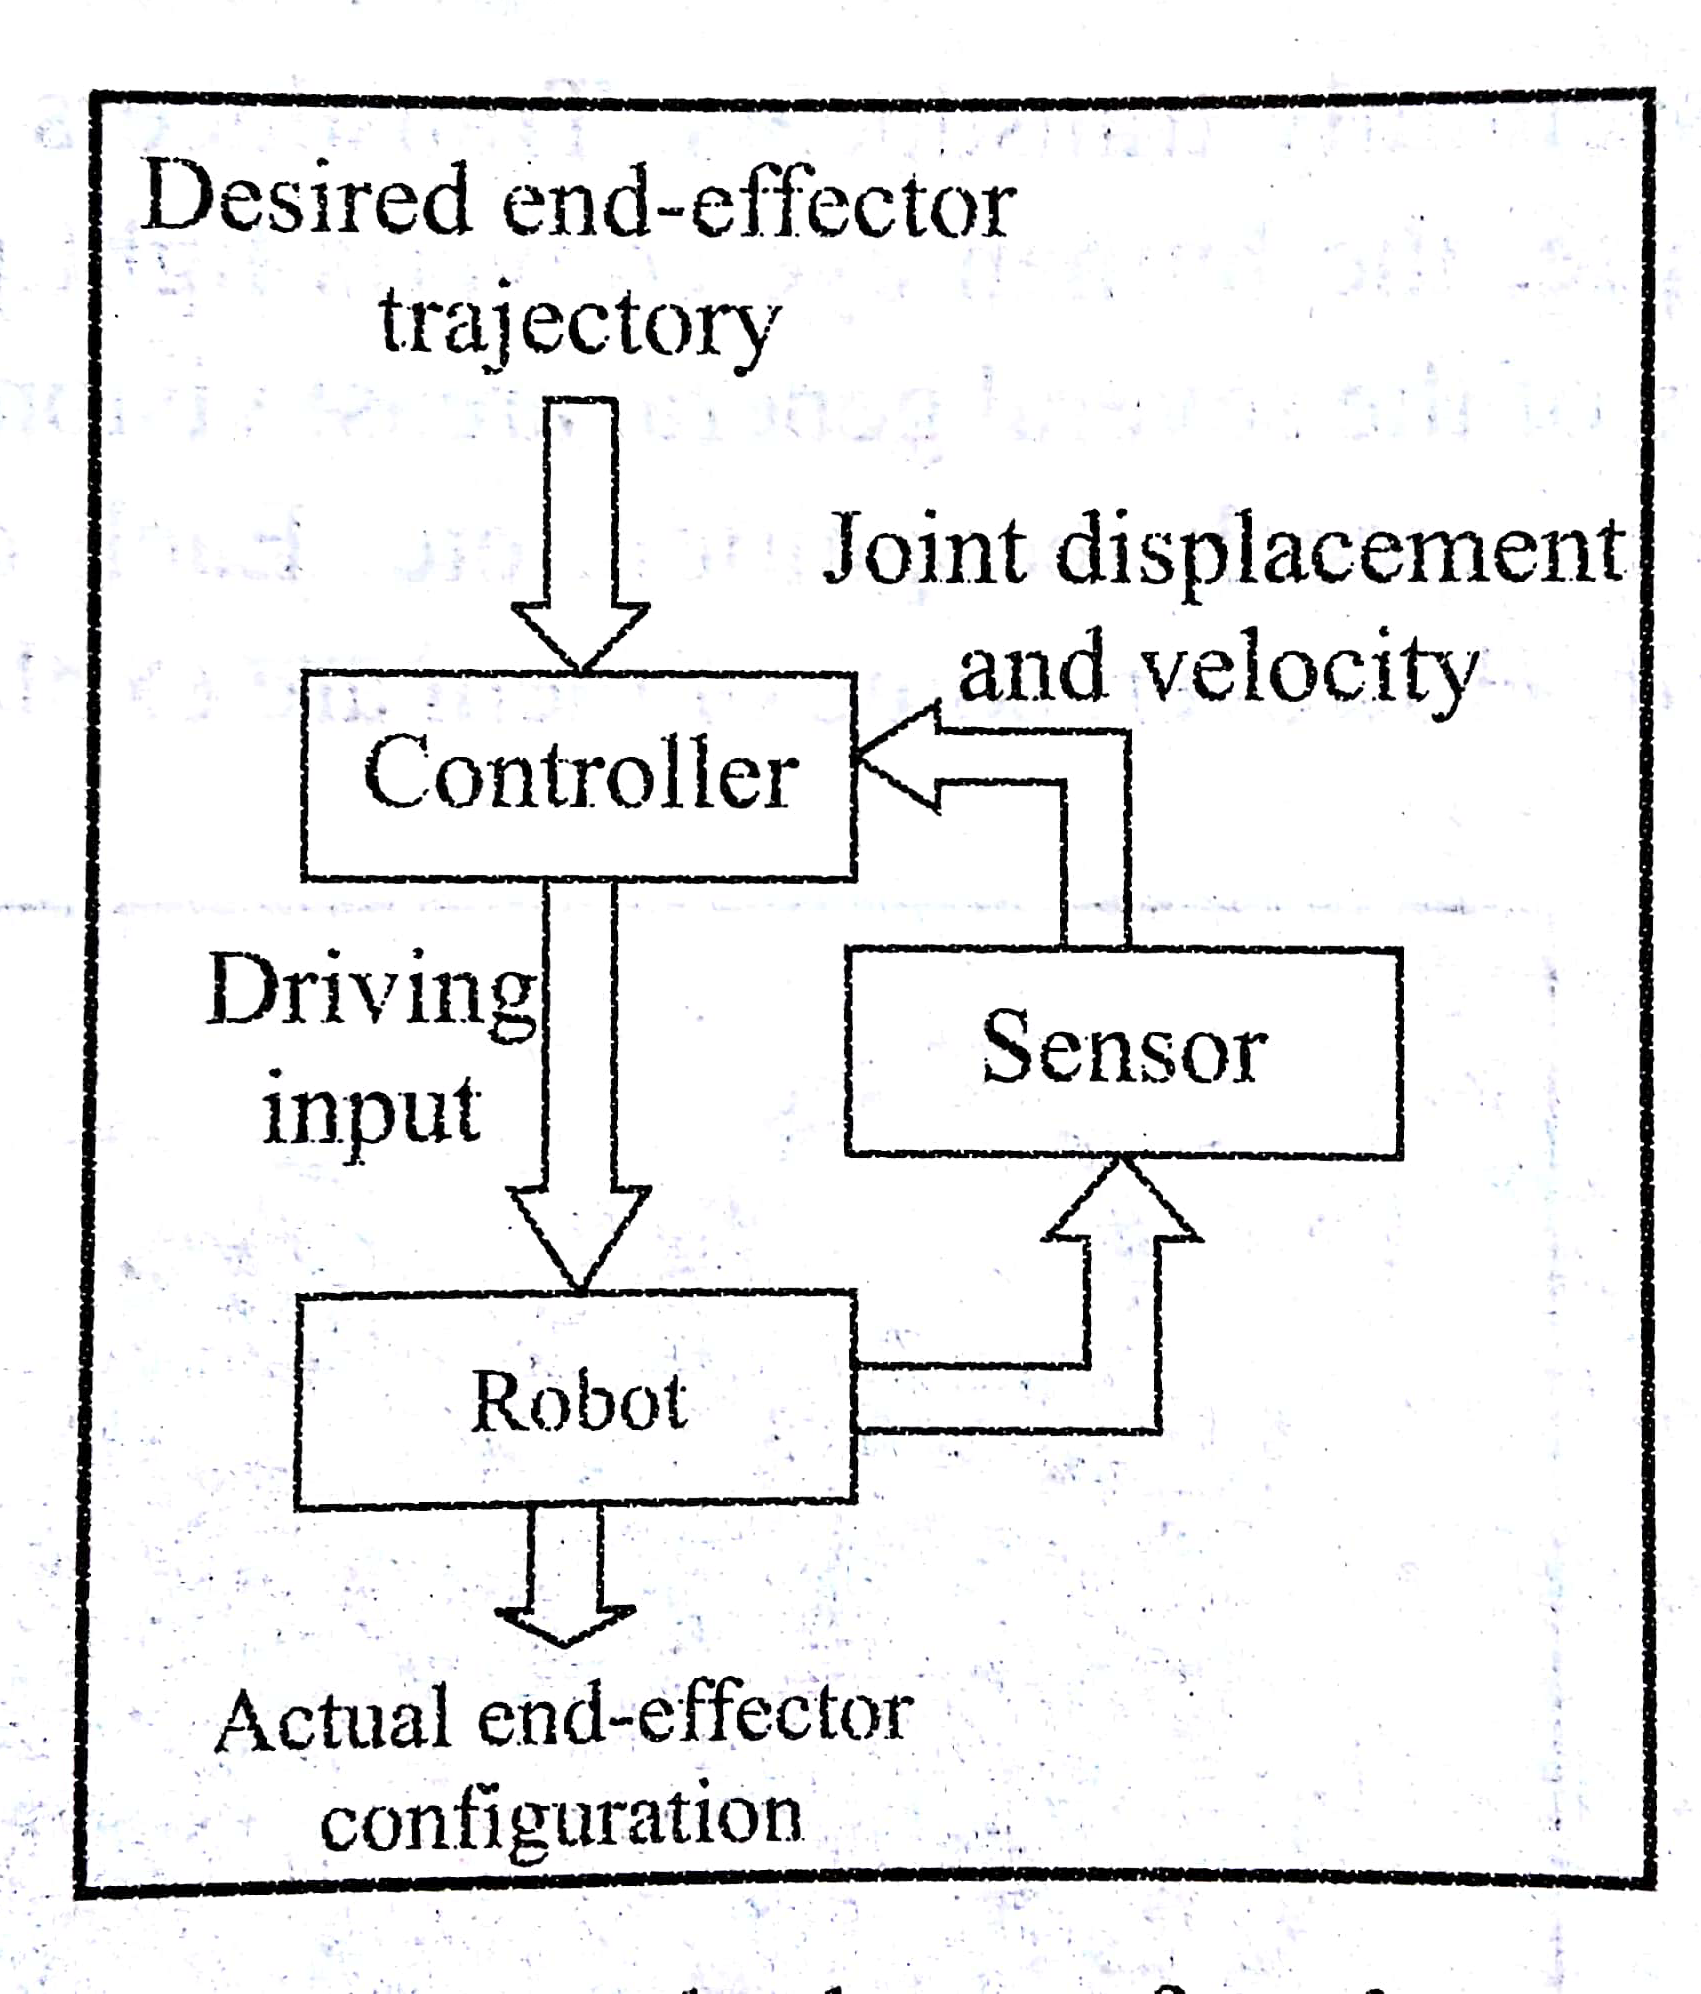 Desired end-effector
trajectory
Joint displacement
and velocity
Controller
Driving
input
Sensor
Robot
Actual end-effector
configuration